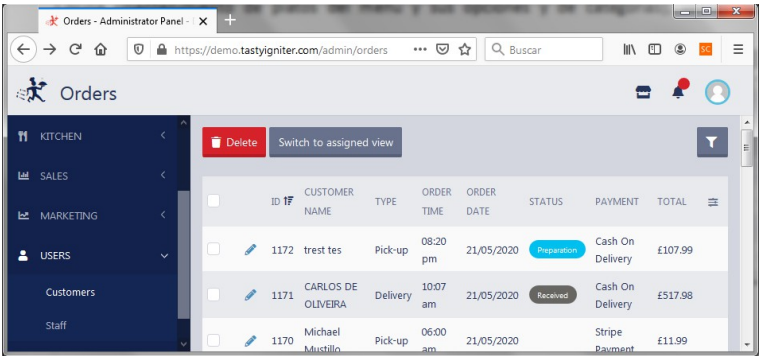 Orders - Administrator Panel -
https://demo.tastyigniter.com/admin/orders
Buscar
SC
Orders
KITCHEN
SALES
MARKETING
USERS
Customers
Staff
Delete
Switch to assigned view
ID CUSTOMER NAME TYPE ORDER TIME ORDER DATE STATUS PAYMENT TOTAL
1172 trest tes Pick-up 08:20 pm 21/05/2020 Preparation Cash On Delivery £107.99
1171 CARLOS DE OLIVEIRA Delivery 10:07 am 21/05/2020 Received Cash On Delivery £517.98
1170 Michael Mustillo Pick-up 06:00 am 21/05/2020 Stripe Payment £11.99